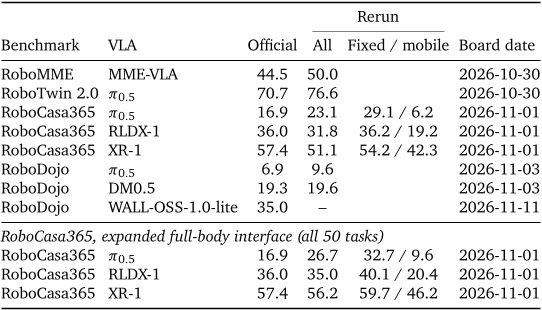 Rerun
Benchmark VLA Official All Fixed / mobile Board date
RoboMME MME-VLA 44.5 50.0 2026-10-30
RoboTwin 2.0 π0.5 70.7 76.6 2026-10-30
RoboCasa365 π0.5 16.9 23.1 29.1 / 6.2 2026-11-01
RoboCasa365 RLDX-1 36.0 31.8 36.2 / 19.2 2026-11-01
RoboCasa365 XR-1 57.4 51.1 54.2 / 42.3 2026-11-01
RoboDojo π0.5 6.9 9.6 2026-11-03
RoboDojo DM0.5 19.3 19.6 2026-11-03
RoboDojo WALL-OSS-1.0-lite 35.0 – 2026-11-11
RoboCasa365, expanded full-body interface (all 50 tasks)
RoboCasa365 π0.5 16.9 26.7 32.7 / 9.6 2026-11-01
RoboCasa365 RLDX-1 36.0 35.0 40.1 / 20.4 2026-11-01
RoboCasa365 XR-1 57.4 56.2 59.7 / 46.2 2026-11-01